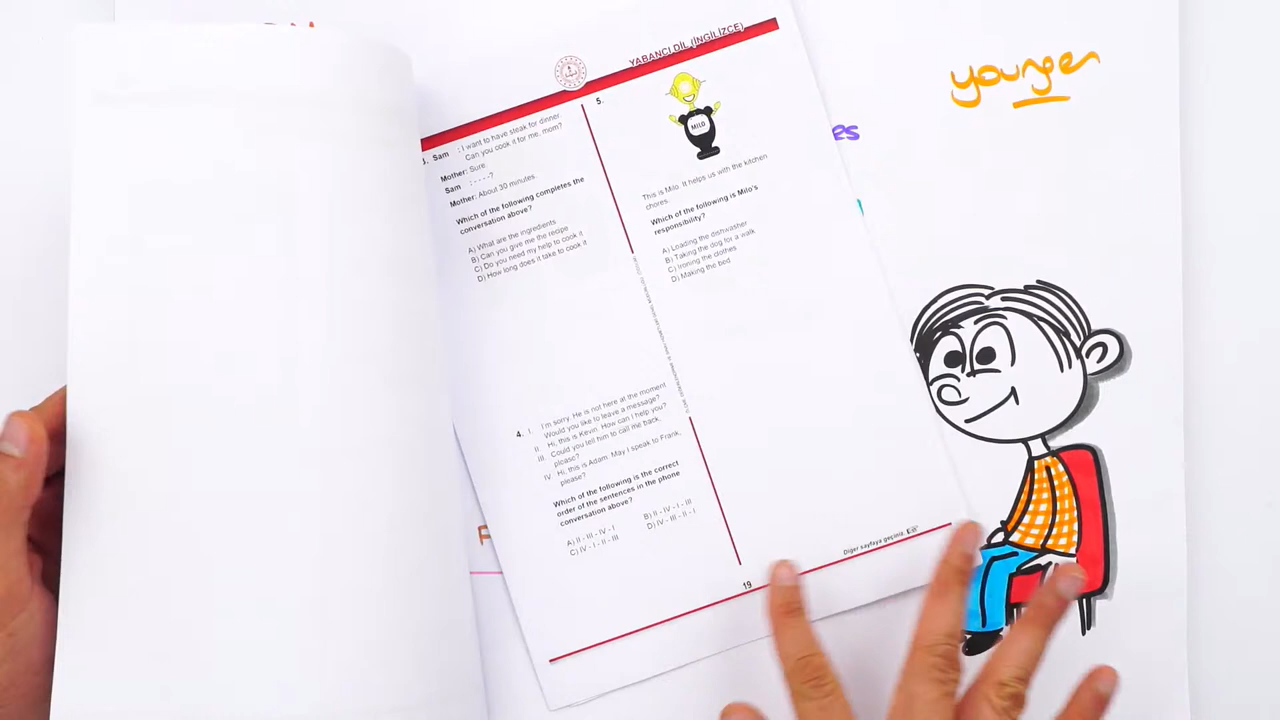 YABANCI DİL (İNGİLİZCE)
Sam : I want to have steak for dinner.
Can you cook it for me, mom?
Mother: Sure.
Sam : - - - -?
Mother: About 30 minutes.
Which of the following completes the
conversation above?
A) What are the ingredients
B) Can you give me the recipe
C) Do you need my help to cook it
D) How long does it take to cook it
4. I. I'm sorry. He is not here at the moment.
Would you like to leave a message?
II. Hi, this is Kevin. How can I help you?
III. Could you tell him to call me back,
please?
IV. Hi, this is Adam. May I speak to Frank,
please?
Which of the following is the correct
order of the sentences in the phone
conversation above?
A) II - III - IV - I
B) II - IV - I - III
C) IV - I - II - III
D) IV - III - II - I
5.
MILO
This is Milo. It helps us with the kitchen
chores.
Which of the following is Milo's
responsibility?
A) Loading the dishwasher
B) Taking the dog for a walk
C) Ironing the clothes
D) Making the bed
Diğer sayfaya geçiniz.
19
younger
es